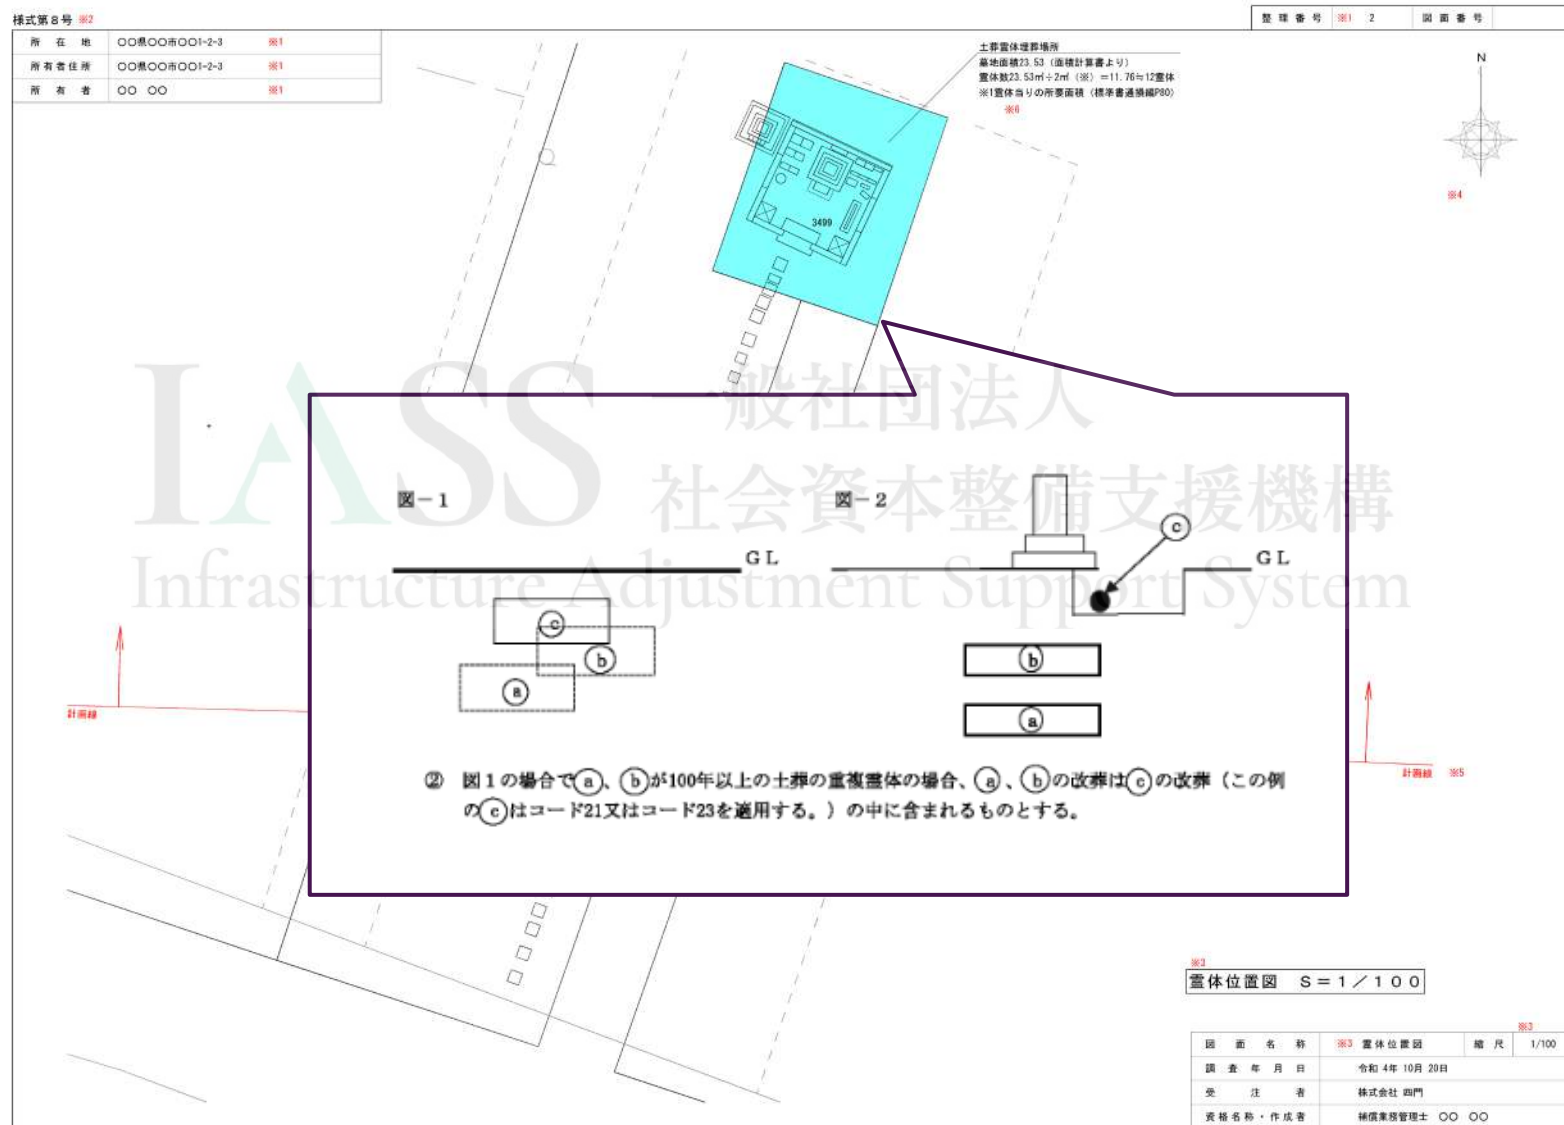 様式第8号 ※2
整理番号 ※1 2 図面番号
所在地 〇〇県〇〇市〇〇1-2-3 ※1
所有者住所 〇〇県〇〇市〇〇1-2-3 ※1
所有者 〇〇 〇〇 ※1
土葬霊体埋葬場所
墓地面積23.53（面積計算書より）
霊体数23.53㎡÷2㎡（※）=11.76≒12霊体
※1霊体当りの所要面積（標準書通損編P80）
※6
N
※4
3499
IASS 一般社団法人
社会資本整備支援機構
Infrastructure Adjustment Support System
図－1
図－2
ⓒ
GL
GL
ⓒ
ⓑ
ⓐ
ⓑ
ⓐ
計画線
計画線 ※5
② 図1の場合でⓐ、ⓑが100年以上の土葬の重複霊体の場合、ⓐ、ⓑの改葬はⓒの改葬（この例
のⓒはコード21又はコード23を適用する。）の中に含まれるものとする。
※3
霊体位置図 S＝1／100
※3
図面名称 ※3 霊体位置図 縮尺 1/100
調査年月日 令和 4年 10月 20日
受注者 株式会社 四門
資格名称・作成者 補償業務管理士 〇〇 〇〇